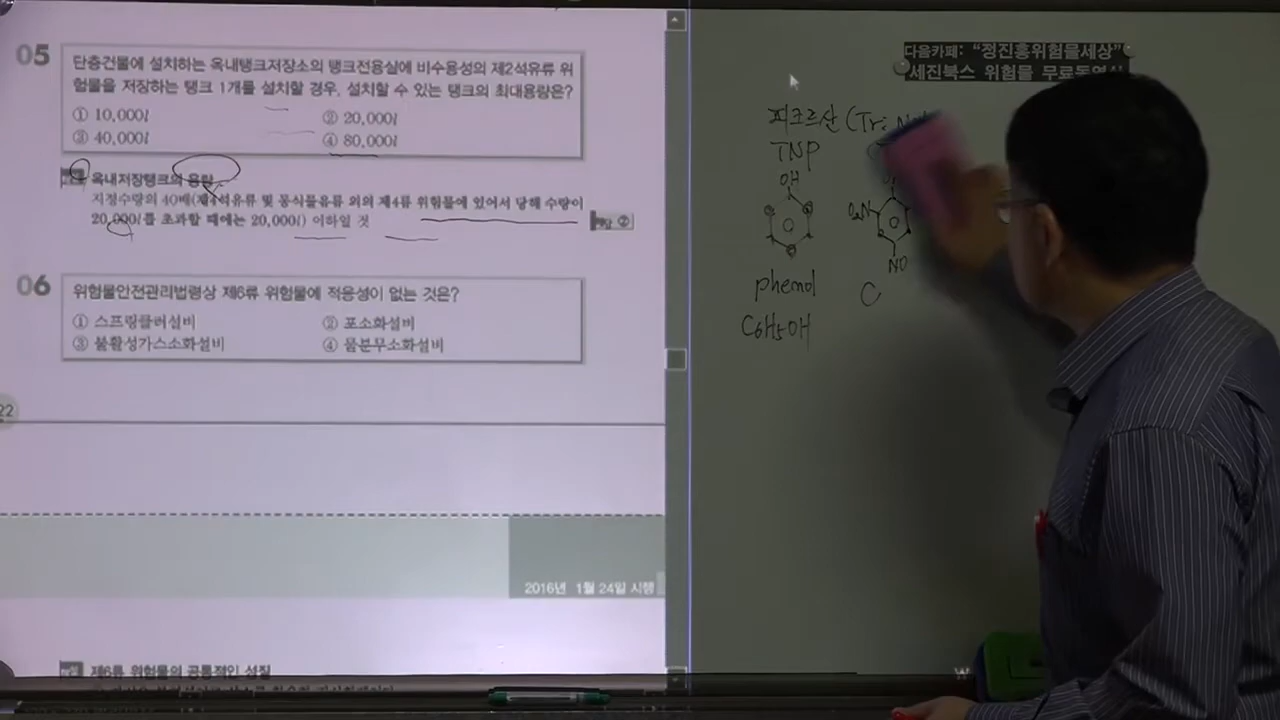 05
단층건물에 설치하는 옥내탱크저장소의 탱크전용실에 비수용성의 제2석유류 위
험물을 저장하는 탱크 1개를 설치할 경우, 설치할 수 있는 탱크의 최대용량은?
① 10,000l ② 20,000l
③ 40,000l ④ 80,000l
옥내저장탱크의 용량
지정수량의 40배(제4석유류 및 동식물유류 외의 제4류 위험물에 있어서 당해 수량이
20,000l를 초과할 때에는 20,000l) 이하일 것
②
06
위험물안전관리법령상 제6류 위험물에 적응성이 없는 것은?
① 스프링클러설비 ② 포소화설비
③ 불활성가스소화설비 ④ 물분무소화설비
22
2016년 1월 24일 시행
제6류 위험물의 공통적인 성질
다음카페: "정진홍위험물세상"
세진북스 위험물 무료동영상
피크르산 (Tri
TNP
OH
O₂N
NO
phenol
C
C6H5OH